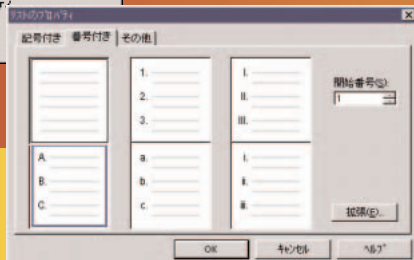 リストのプロパティ
記号付き 番号付き その他
1.
2.
3.
I.
II.
III.
開始番号(S):
1
A.
B.
C.
a.
b.
c.
i.
ii.
iii.
拡張(E)...
OK
キャンセル
ヘルプ